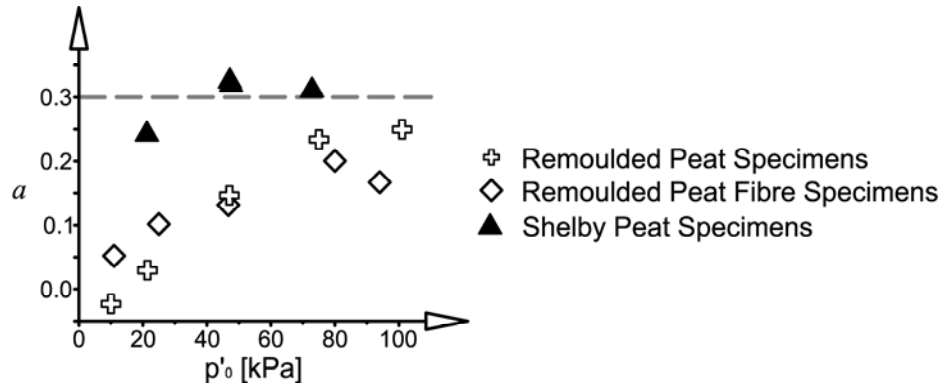 0.3
0.2
a
0.1
0.0
0 20 40 60 80 100
p'₀ [kPa]
Remoulded Peat Specimens
Remoulded Peat Fibre Specimens
Shelby Peat Specimens